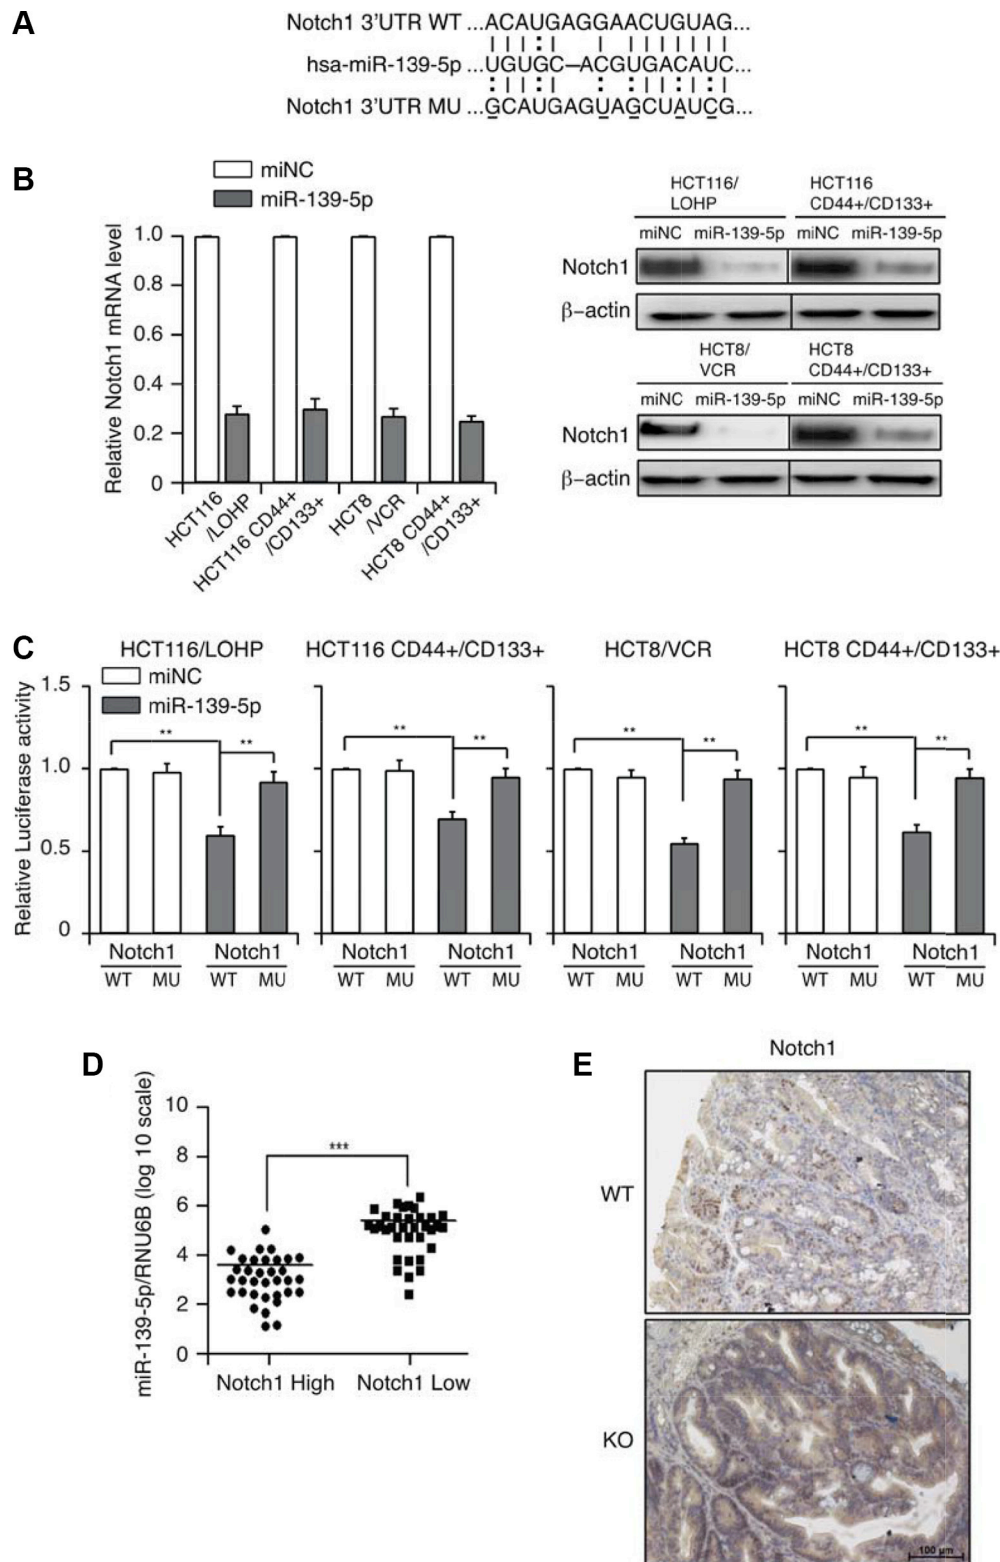 A
Notch1 3'UTR WT ...ACAUGAGGAACUGUAG...
hsa-miR-139-5p ...UGUGC–ACGUGACAUC...
Notch1 3'UTR MU ...GCAUGAGUAGCUAUCG...
B
miNC
miR-139-5p
Relative Notch1 mRNA level
1.0
0.8
0.6
0.4
0.2
0
HCT116
/LOHP
HCT116 CD44+
/CD133+
HCT8
/VCR
HCT8 CD44+
/CD133+
HCT116/
LOHP
HCT116
CD44+/CD133+
miNC miR-139-5p miNC miR-139-5p
Notch1
β–actin
HCT8/
VCR
HCT8
CD44+/CD133+
miNC miR-139-5p miNC miR-139-5p
Notch1
β–actin
C
HCT116/LOHP
HCT116 CD44+/CD133+
HCT8/VCR
HCT8 CD44+/CD133+
miNC
miR-139-5p
Relative Luciferase activity
1.5
1.0
0.5
0
** ** ** ** ** ** ** **
Notch1 Notch1 Notch1 Notch1 Notch1 Notch1 Notch1 Notch1
WT MU WT MU WT MU WT MU WT MU WT MU WT MU WT MU
D
miR-139-5p/RNU6B (log 10 scale)
10
8
6
4
2
0
***
Notch1 High Notch1 Low
E
Notch1
WT
KO
100 µm